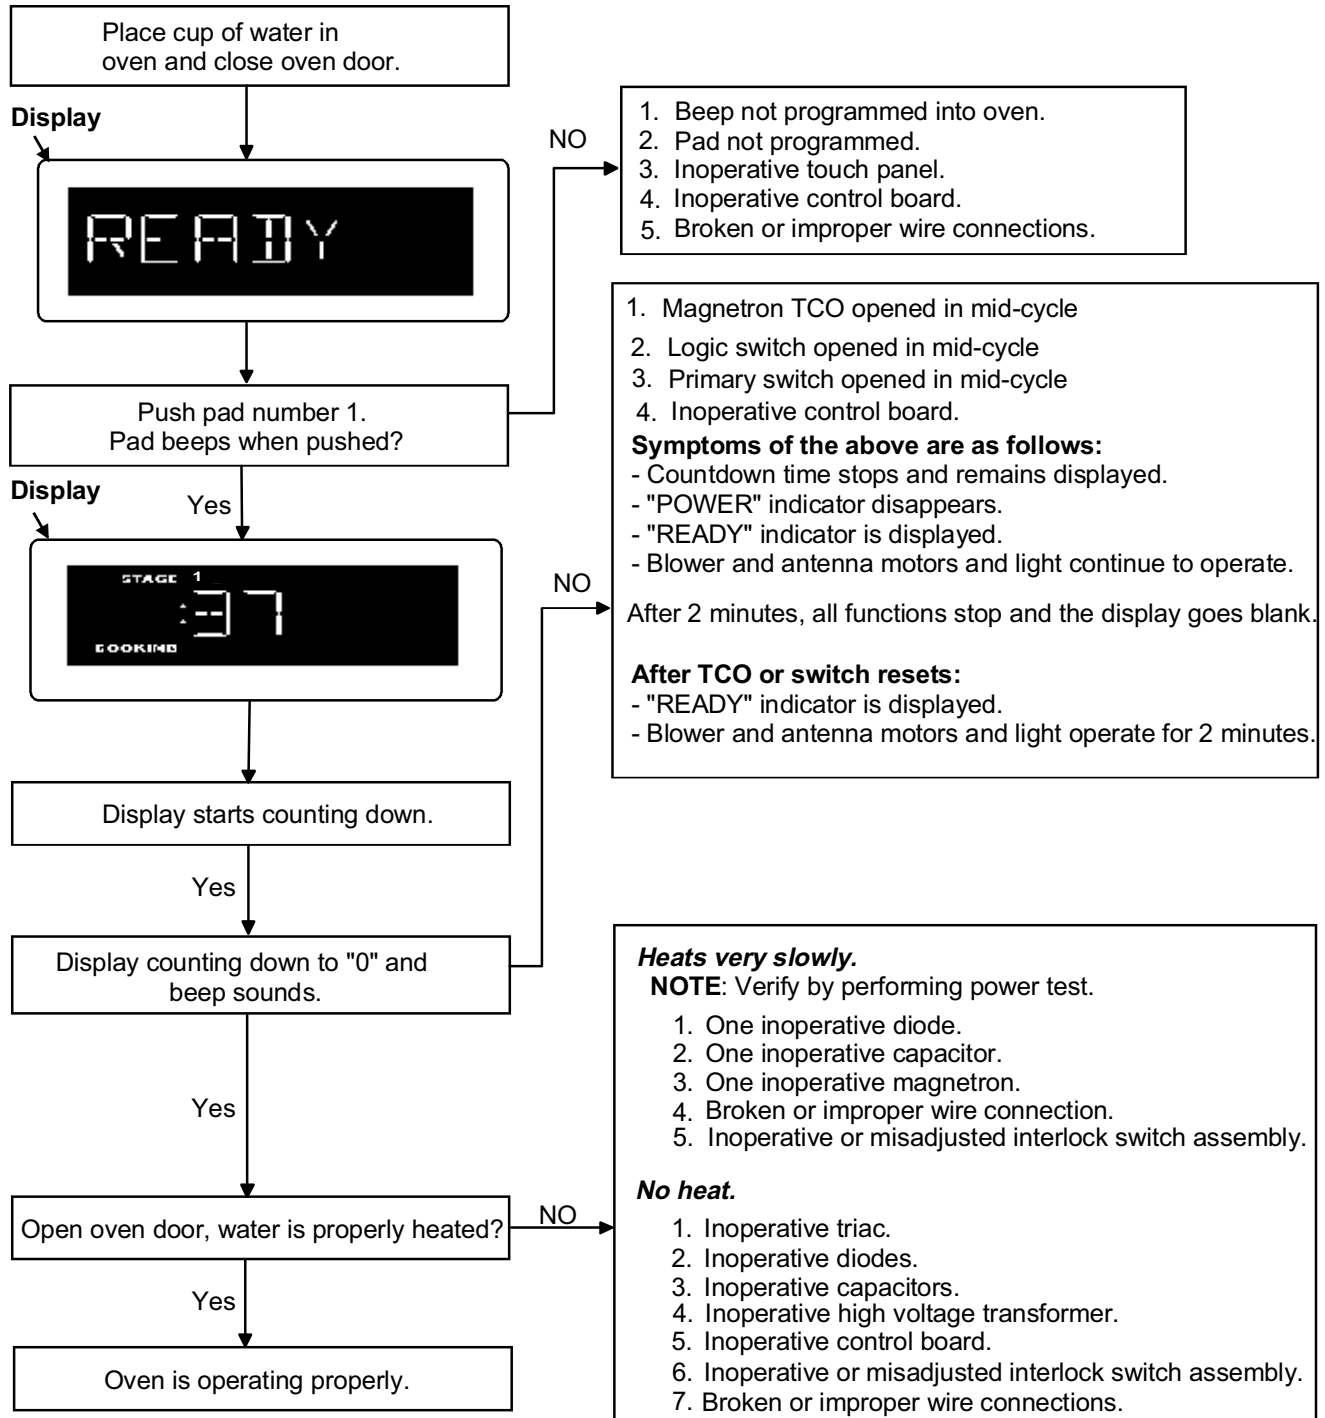 Place cup of water in
oven and close oven door.
Display
READY
Push pad number 1.
Pad beeps when pushed?
NO
1. Beep not programmed into oven.
2. Pad not programmed.
3. Inoperative touch panel.
4. Inoperative control board.
5. Broken or improper wire connections.
Yes
Display
STAGE 1
:37
COOKING
Display starts counting down.
Yes
Display counting down to "0" and
beep sounds.
NO
1. Magnetron TCO opened in mid-cycle
2. Logic switch opened in mid-cycle
3. Primary switch opened in mid-cycle
4. Inoperative control board.
Symptoms of the above are as follows:
- Countdown time stops and remains displayed.
- "POWER" indicator disappears.
- "READY" indicator is displayed.
- Blower and antenna motors and light continue to operate.
After 2 minutes, all functions stop and the display goes blank.
After TCO or switch resets:
- "READY" indicator is displayed.
- Blower and antenna motors and light operate for 2 minutes.
Yes
Open oven door, water is properly heated?
NO
Heats very slowly.
NOTE: Verify by performing power test.
1. One inoperative diode.
2. One inoperative capacitor.
3. One inoperative magnetron.
4. Broken or improper wire connection.
5. Inoperative or misadjusted interlock switch assembly.
No heat.
1. Inoperative triac.
2. Inoperative diodes.
3. Inoperative capacitors.
4. Inoperative high voltage transformer.
5. Inoperative control board.
6. Inoperative or misadjusted interlock switch assembly.
7. Broken or improper wire connections.
Yes
Oven is operating properly.